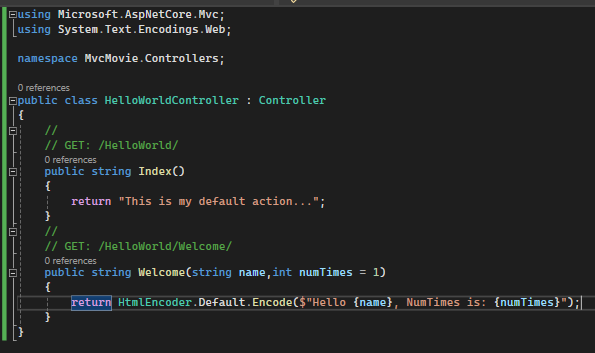 using Microsoft.AspNetCore.Mvc;
using System.Text.Encodings.Web;
namespace MvcMovie.Controllers;
0 references
public class HelloWorldController : Controller
{
//
// GET: /HelloWorld/
0 references
public string Index()
{
return "This is my default action...";
}
//
// GET: /HelloWorld/Welcome/
0 references
public string Welcome(string name,int numTimes = 1)
{
return HtmlEncoder.Default.Encode($"Hello {name}, NumTimes is: {numTimes}");
}
}